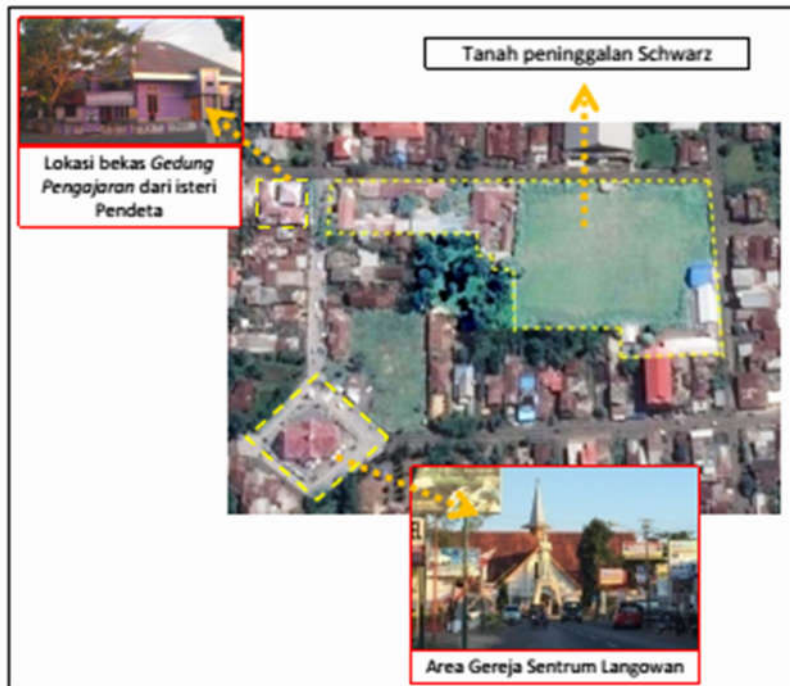 Tanah peninggalan Schwarz
Lokasi bekas Gedung
Pengajaran dari isteri
Pendeta
Area Gereja Sentrum Langowan